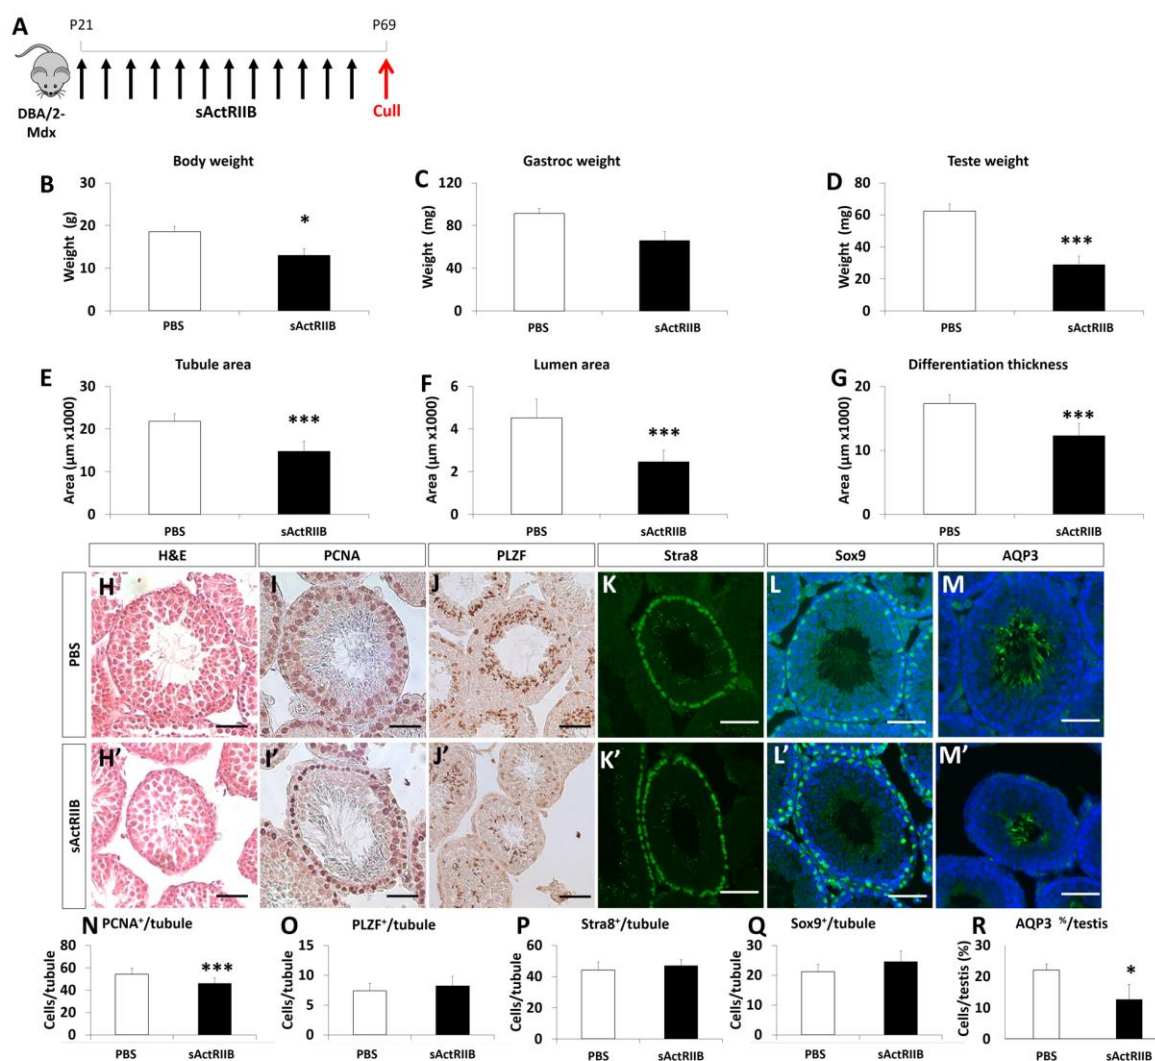 A
P21 P69
DBA/2-
Mdx
sActRIIB
Cull
B
Body weight
Weight (g)
30
20
10
0
*
PBS sActRIIB
C
Gastroc weight
Weight (mg)
120
80
40
0
PBS sActRIIB
D
Teste weight
Weight (mg)
60
40
20
0
***
PBS sActRIIB
E
Tubule area
Area (µm x1000)
30
20
10
0
***
PBS sActRIIB
F
Lumen area
Area (µm x1000)
6
4
2
0
***
PBS sActRIIB
G
Differentiation thickness
Area (µm x1000)
20
10
0
***
PBS sActRIIB
H&E PCNA PLZF Stra8 Sox9 AQP3
PBS
H I J K L M
sActRIIB
H' I' J' K' L' M'
N
PCNA⁺/tubule
Cells/tubule
80
60
40
20
0
***
PBS sActRIIB
O
PLZF⁺/tubule
Cells/tubule
15
10
5
0
PBS sActRIIB
P
Stra8⁺/tubule
Cells/tubule
60
40
20
0
PBS sActRIIB
Q
Sox9⁺/tubule
Cells/tubule
30
20
10
0
PBS sActRIIB
R
AQP3 %/testis
Cells/testis (%)
30
20
10
0
*
PBS sActRIIB